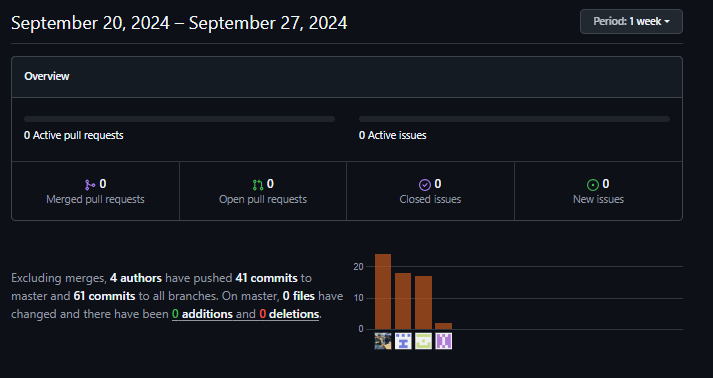 September 20, 2024 – September 27, 2024
Period: 1 week
Overview
0 Active pull requests
0 Active issues
0
Merged pull requests
0
Open pull requests
0
Closed issues
0
New issues
Excluding merges, 4 authors have pushed 41 commits to
master and 61 commits to all branches. On master, 0 files have
changed and there have been 0 additions and 0 deletions.
20
10
0